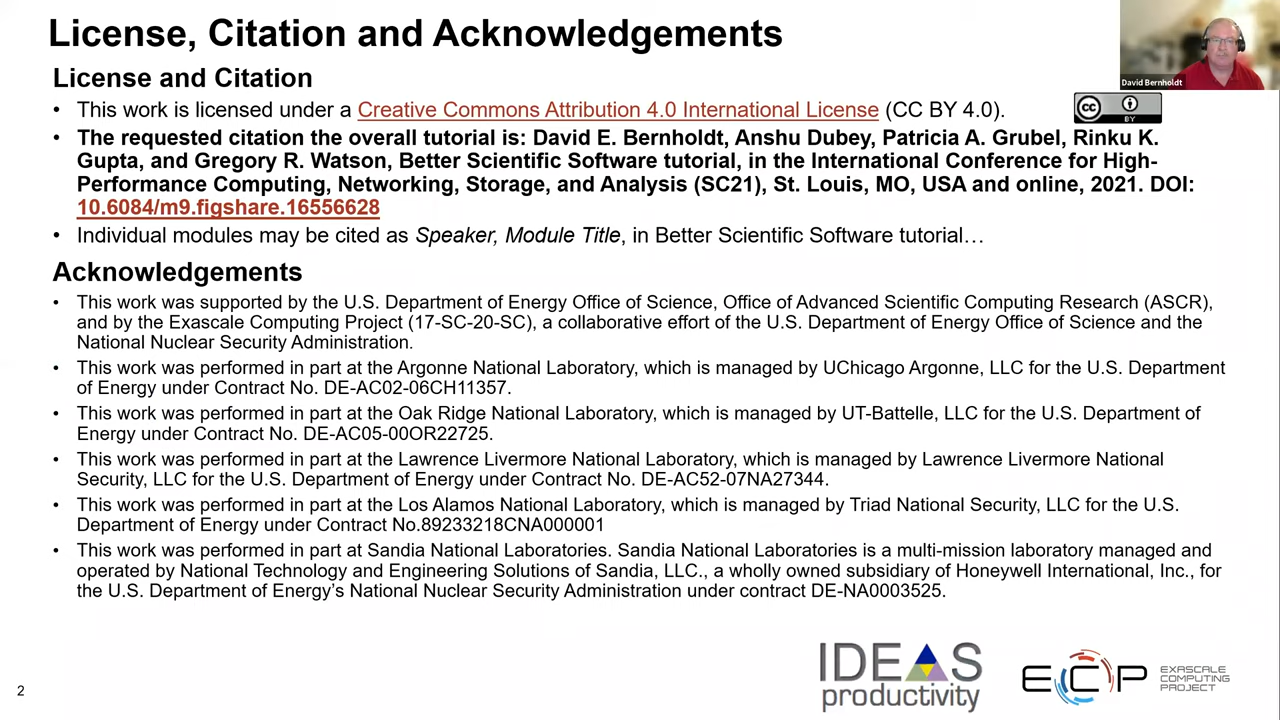 License, Citation and Acknowledgements
David Bernholdt
License and Citation
• This work is licensed under a Creative Commons Attribution 4.0 International License (CC BY 4.0).
cc BY
• The requested citation the overall tutorial is: David E. Bernholdt, Anshu Dubey, Patricia A. Grubel, Rinku K.
Gupta, and Gregory R. Watson, Better Scientific Software tutorial, in the International Conference for High-
Performance Computing, Networking, Storage, and Analysis (SC21), St. Louis, MO, USA and online, 2021. DOI:
10.6084/m9.figshare.16556628
• Individual modules may be cited as Speaker, Module Title, in Better Scientific Software tutorial…
Acknowledgements
• This work was supported by the U.S. Department of Energy Office of Science, Office of Advanced Scientific Computing Research (ASCR),
and by the Exascale Computing Project (17-SC-20-SC), a collaborative effort of the U.S. Department of Energy Office of Science and the
National Nuclear Security Administration.
• This work was performed in part at the Argonne National Laboratory, which is managed by UChicago Argonne, LLC for the U.S. Department
of Energy under Contract No. DE-AC02-06CH11357.
• This work was performed in part at the Oak Ridge National Laboratory, which is managed by UT-Battelle, LLC for the U.S. Department of
Energy under Contract No. DE-AC05-00OR22725.
• This work was performed in part at the Lawrence Livermore National Laboratory, which is managed by Lawrence Livermore National
Security, LLC for the U.S. Department of Energy under Contract No. DE-AC52-07NA27344.
• This work was performed in part at the Los Alamos National Laboratory, which is managed by Triad National Security, LLC for the U.S.
Department of Energy under Contract No.89233218CNA000001
• This work was performed in part at Sandia National Laboratories. Sandia National Laboratories is a multi-mission laboratory managed and
operated by National Technology and Engineering Solutions of Sandia, LLC., a wholly owned subsidiary of Honeywell International, Inc., for
the U.S. Department of Energy’s National Nuclear Security Administration under contract DE-NA0003525.
2
IDEAS
productivity
ECP
EXASCALE
COMPUTING
PROJECT